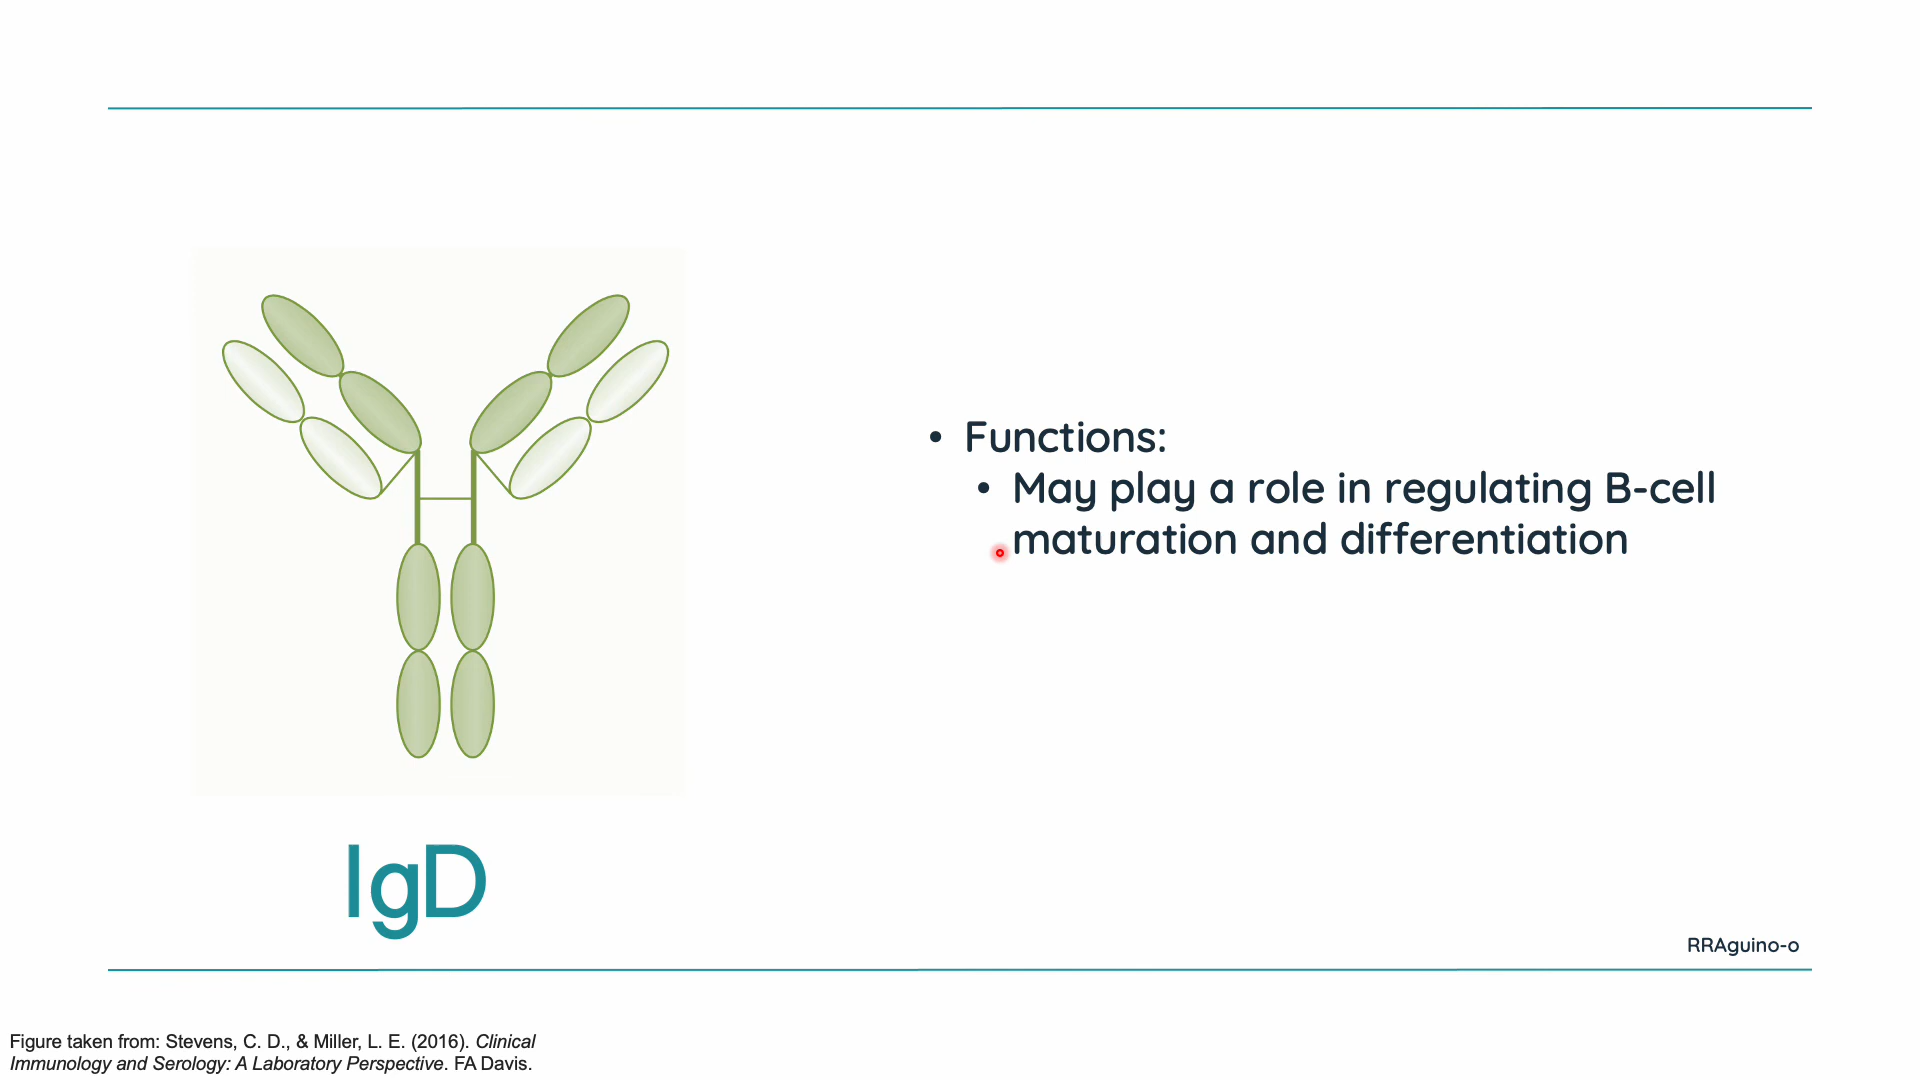 • Functions:
• May play a role in regulating B-cell
maturation and differentiation
IgD
RRAguino-o
Figure taken from: Stevens, C. D., & Miller, L. E. (2016). Clinical
Immunology and Serology: A Laboratory Perspective. FA Davis.